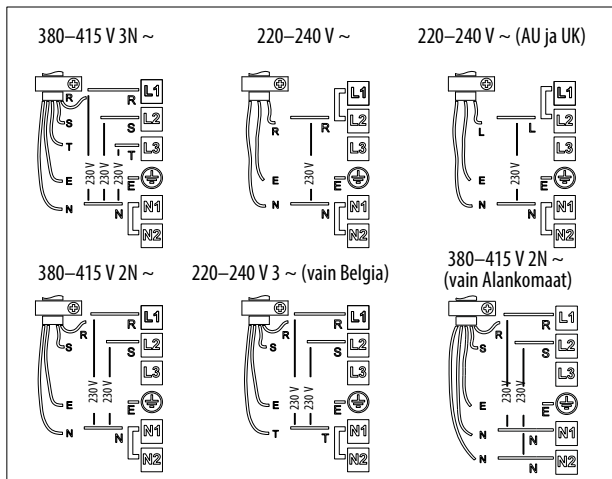 380–415 V 3N ~
R
S
T
E
N
230 V
230 V
230 V
R
S
T
E
N
L1
L2
L3
N1
N2
220–240 V ~
R
E
N
230 V
R
E
N
L1
L2
L3
N1
N2
220–240 V ~ (AU ja UK)
L
E
N
230 V
L
E
N
L1
L2
L3
N1
N2
380–415 V 2N ~
R
S
E
N
230 V
230 V
R
S
E
N
L1
L2
L3
N1
N2
220–240 V 3 ~ (vain Belgia)
R
S
E
T
230 V
230 V
R
S
E
T
L1
L2
L3
N1
N2
380–415 V 2N ~
(vain Alankomaat)
R
S
E
N
N
230 V
230 V
R
S
E
N
N
L1
L2
L3
N1
N2